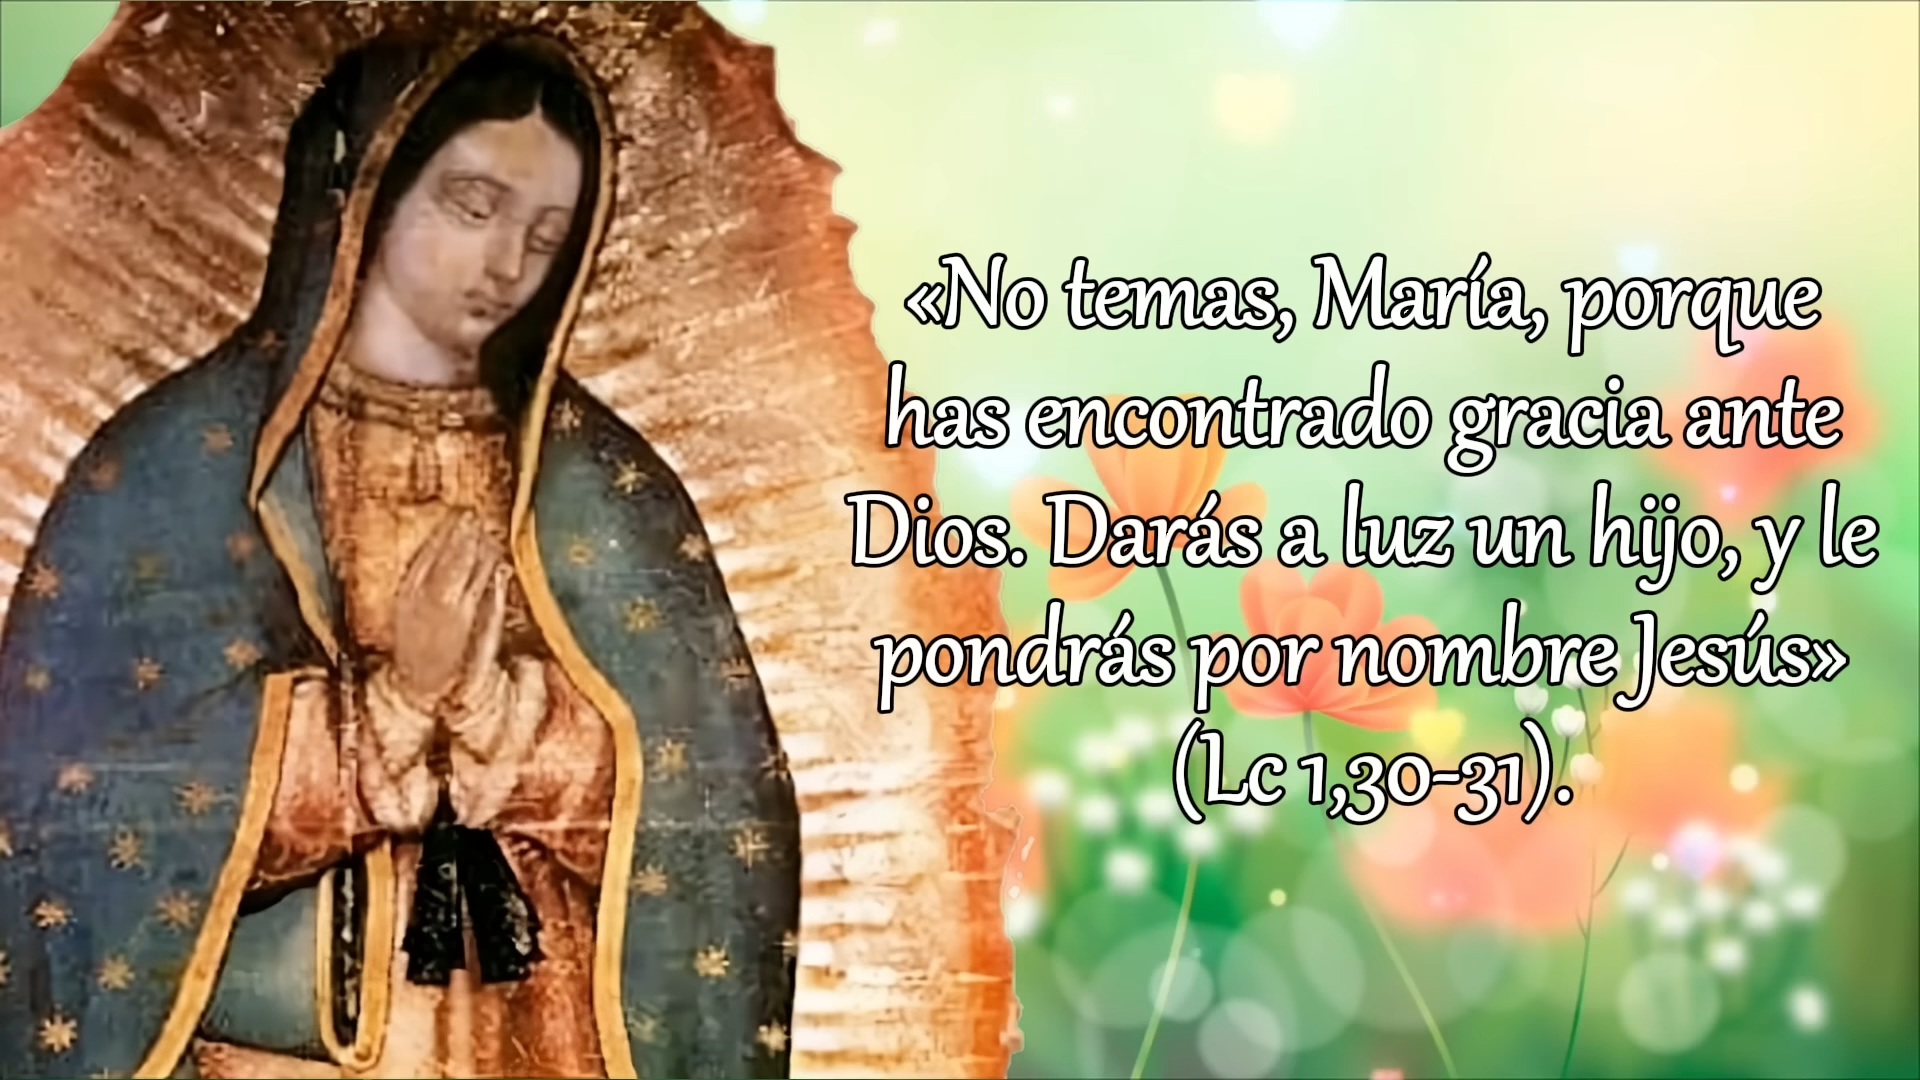 «No temas, María, porque
has encontrado gracia ante
Dios. Darás a luz un hijo, y le
pondrás por nombre Jesús»
(Lc 1,30-31).